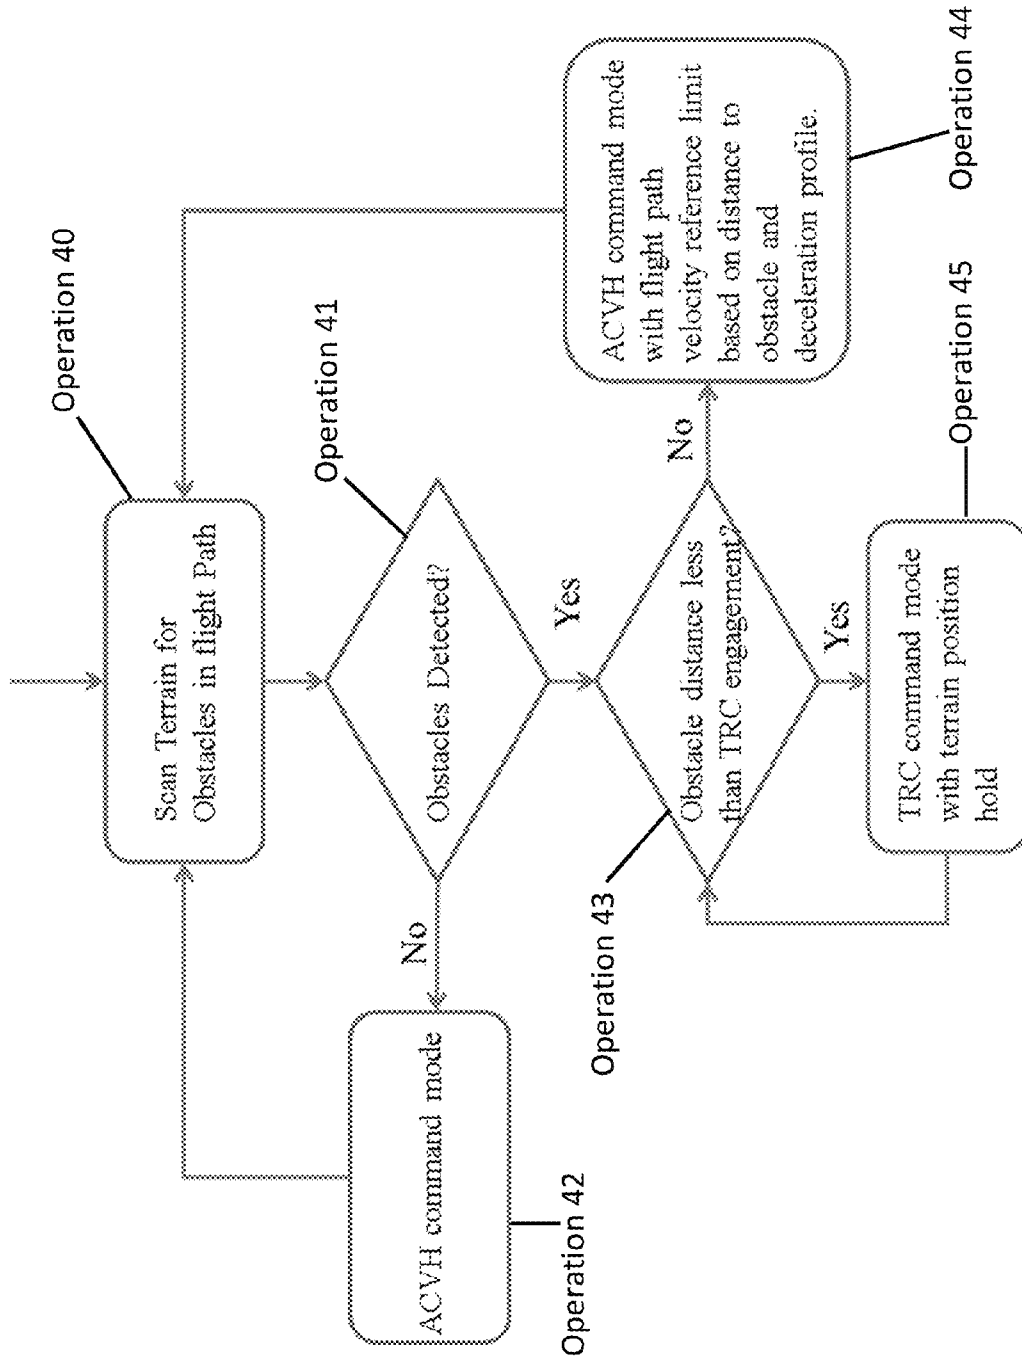 Operation 40
Scan Terrain for
Obstacles in flight Path
Operation 41
Obstacles Detected?
No
Yes
ACVH command mode
Operation 42
Operation 43
Obstacle distance less
than TRC engagement?
No
Yes
ACVH command mode
with flight path
velocity reference limit
based on distance to
obstacle and
deceleration profile.
Operation 44
TRC command mode
with terrain position
hold
Operation 45